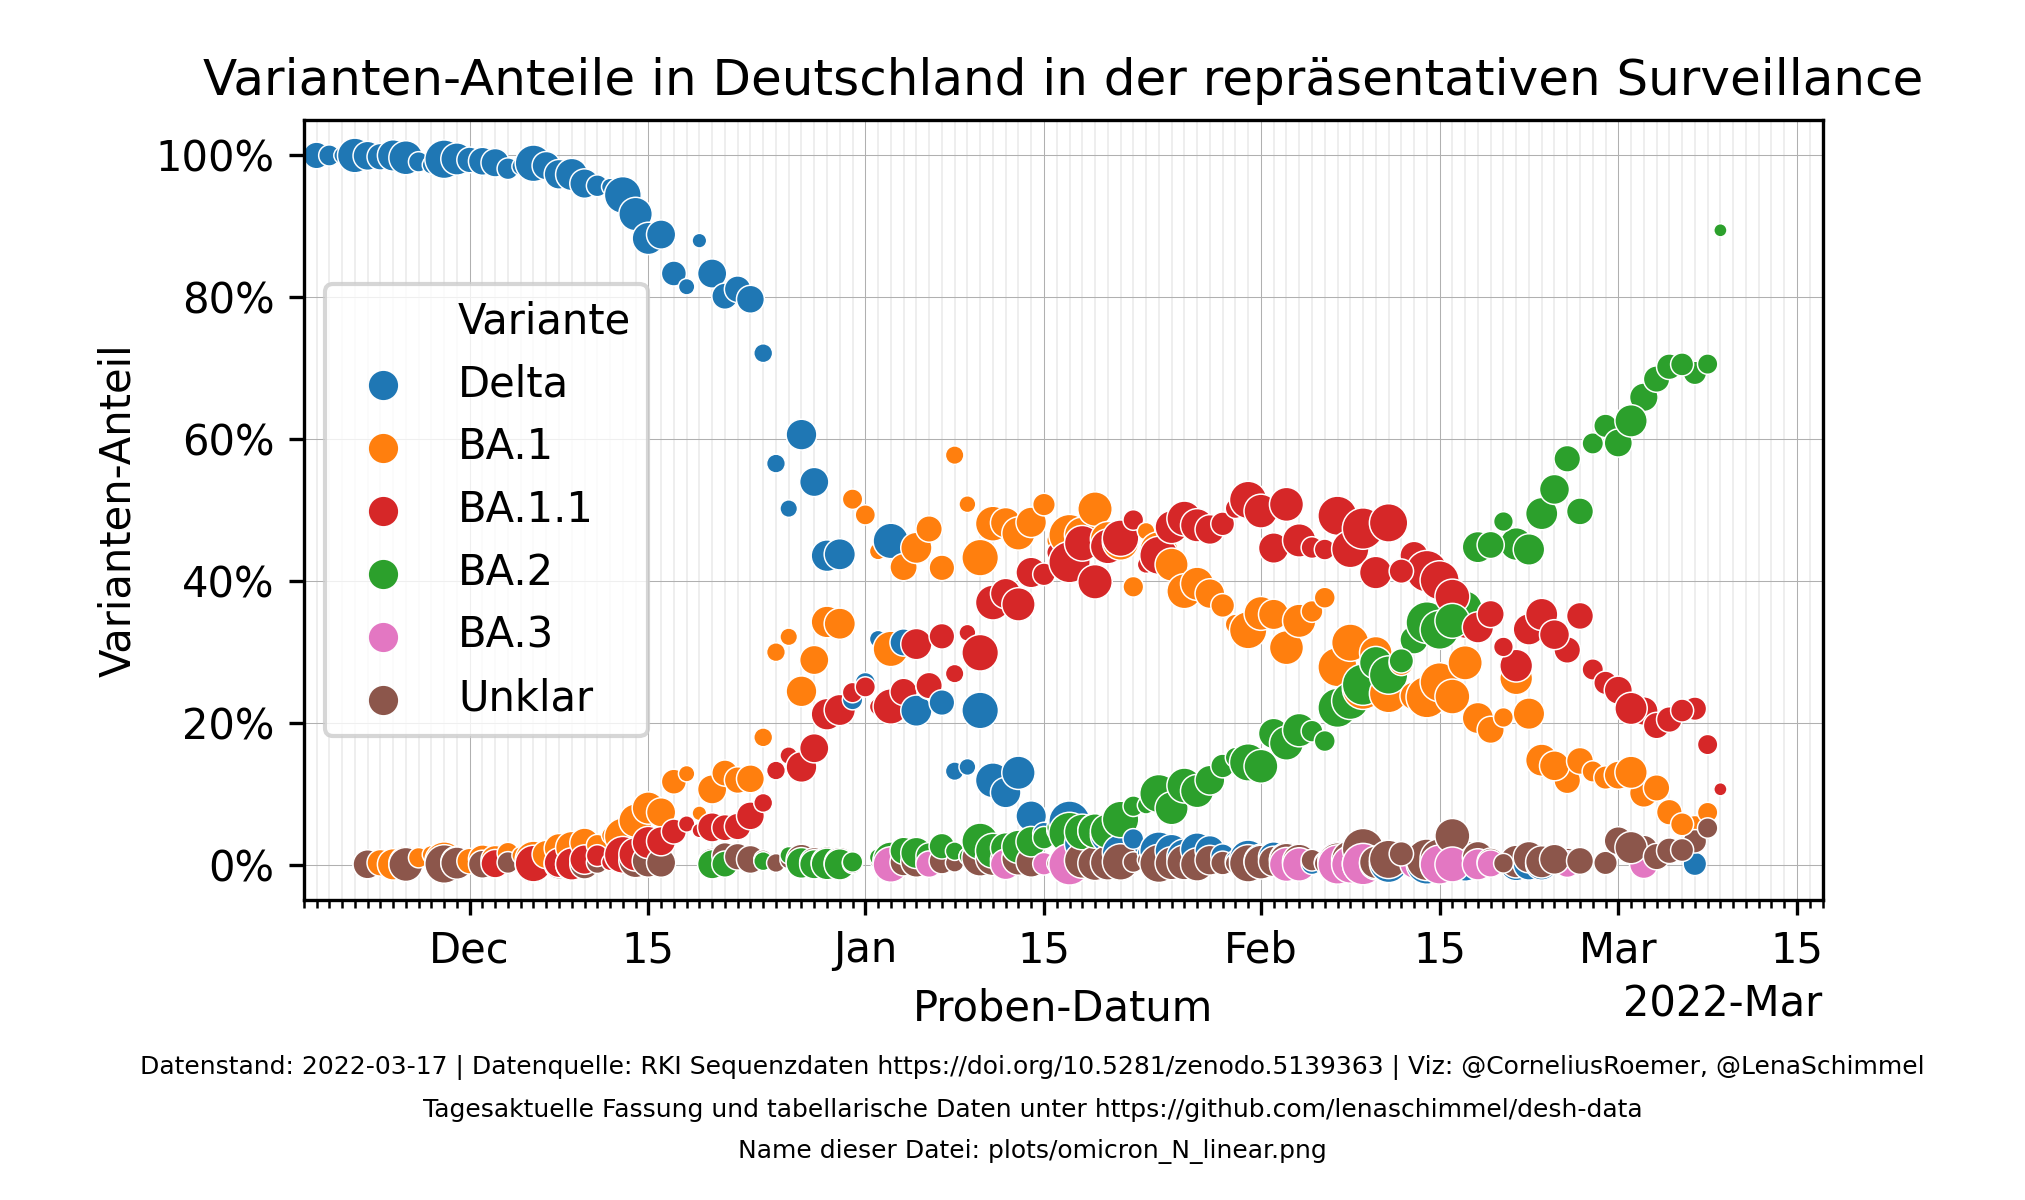 Varianten-Anteile in Deutschland in der repräsentativen Surveillance
100%
80%
60%
40%
20%
0%
Varianten-Anteil
Variante
Delta
BA.1
BA.1.1
BA.2
BA.3
Unklar
Dec 15 Jan 15 Feb 15 Mar 15
Proben-Datum
2022-Mar
Datenstand: 2022-03-17 | Datenquelle: RKI Sequenzdaten https://doi.org/10.5281/zenodo.5139363 | Viz: @CorneliusRoemer, @LenaSchimmel
Tagesaktuelle Fassung und tabellarische Daten unter https://github.com/lenaschimmel/desh-data
Name dieser Datei: plots/omicron_N_linear.png